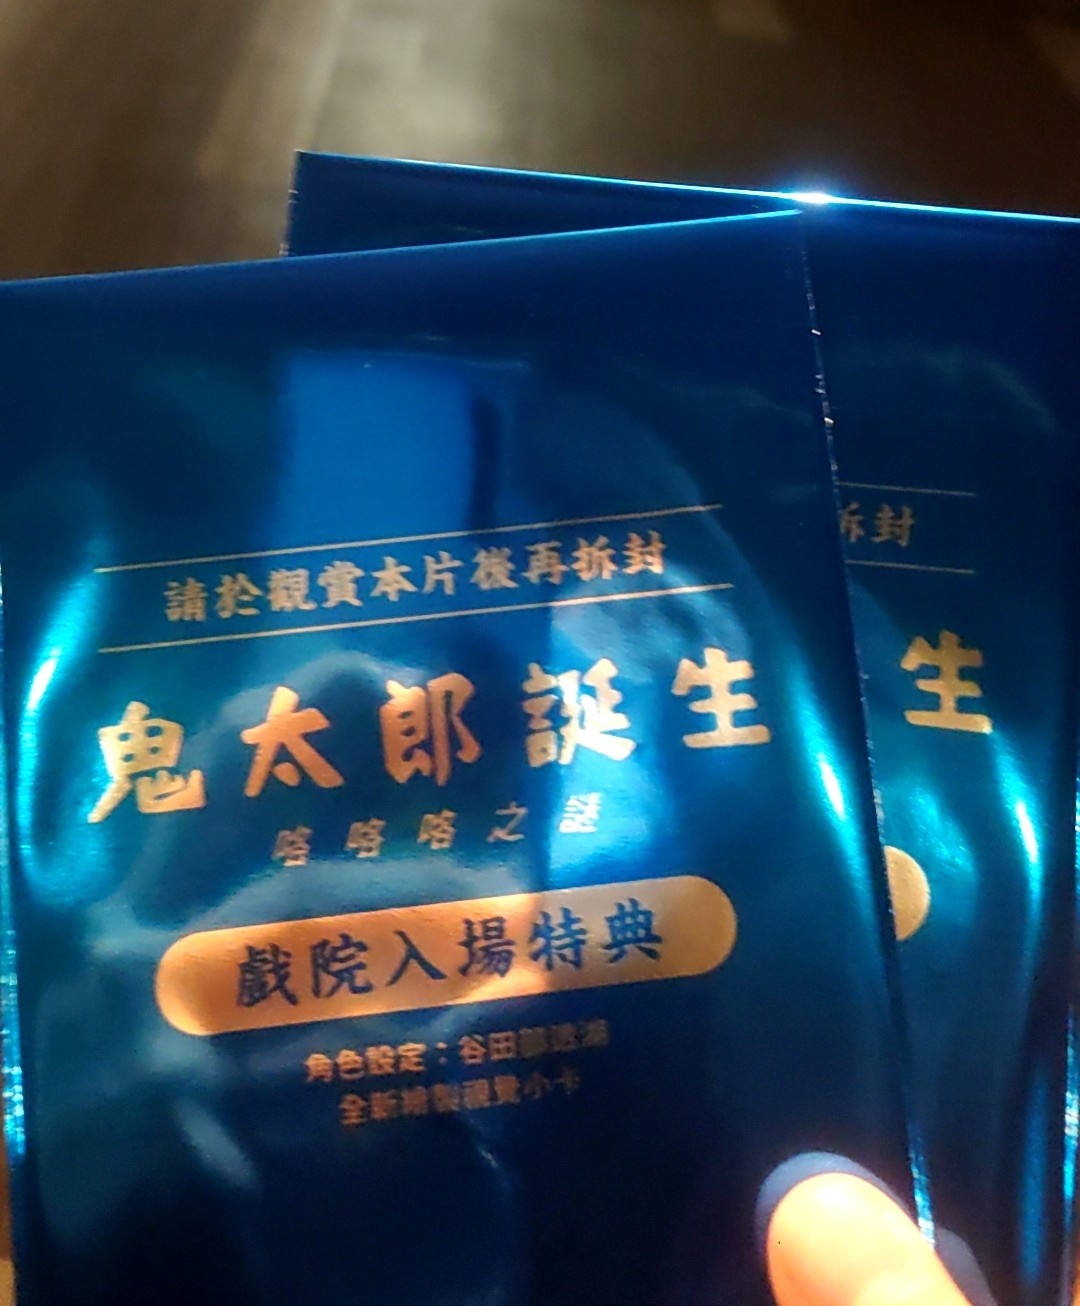 請於觀賞本片後再拆封
鬼太郎誕生
咯咯咯之謎
戲院入場特典
角色設定：谷田部透湖
全新繪製視覺小卡
拆封
生